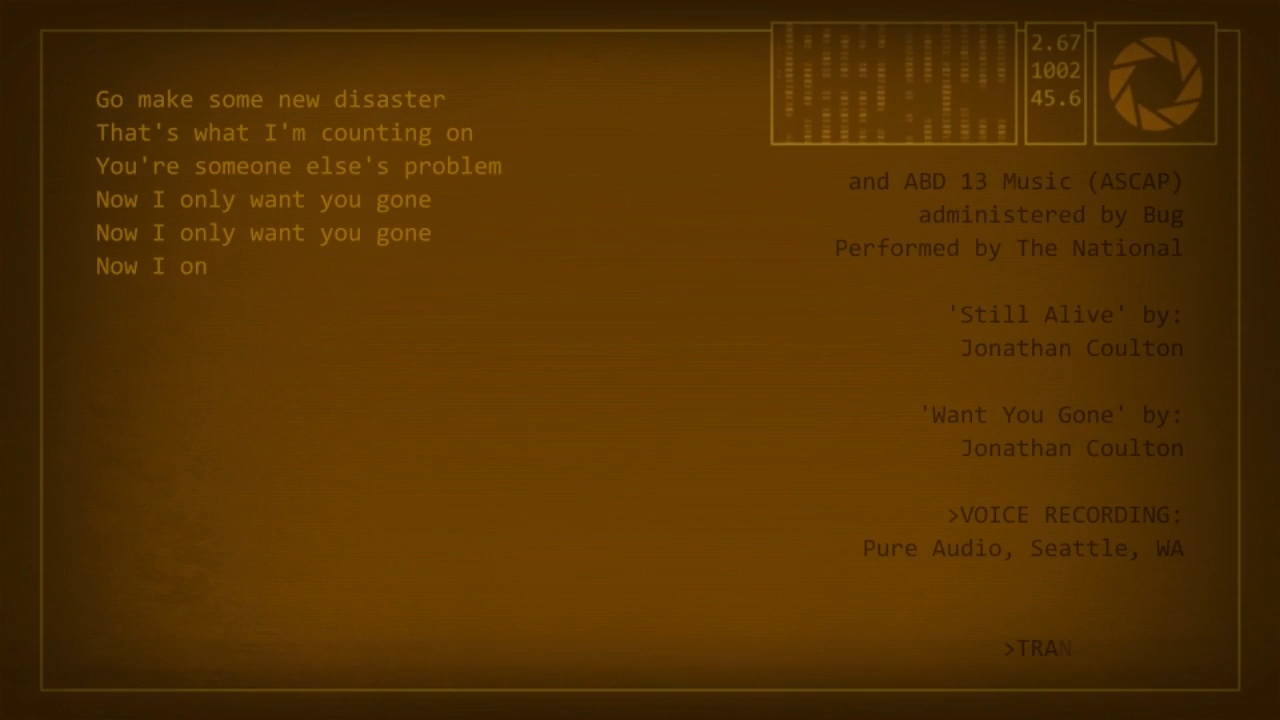 Go make some new disaster
That's what I'm counting on
You're someone else's problem
Now I only want you gone
Now I only want you gone
Now I on
2.67
1002
45.6
and ABD 13 Music (ASCAP)
administered by Bug
Performed by The National
'Still Alive' by:
Jonathan Coulton
'Want You Gone' by:
Jonathan Coulton
>VOICE RECORDING:
Pure Audio, Seattle, WA
>TRAN